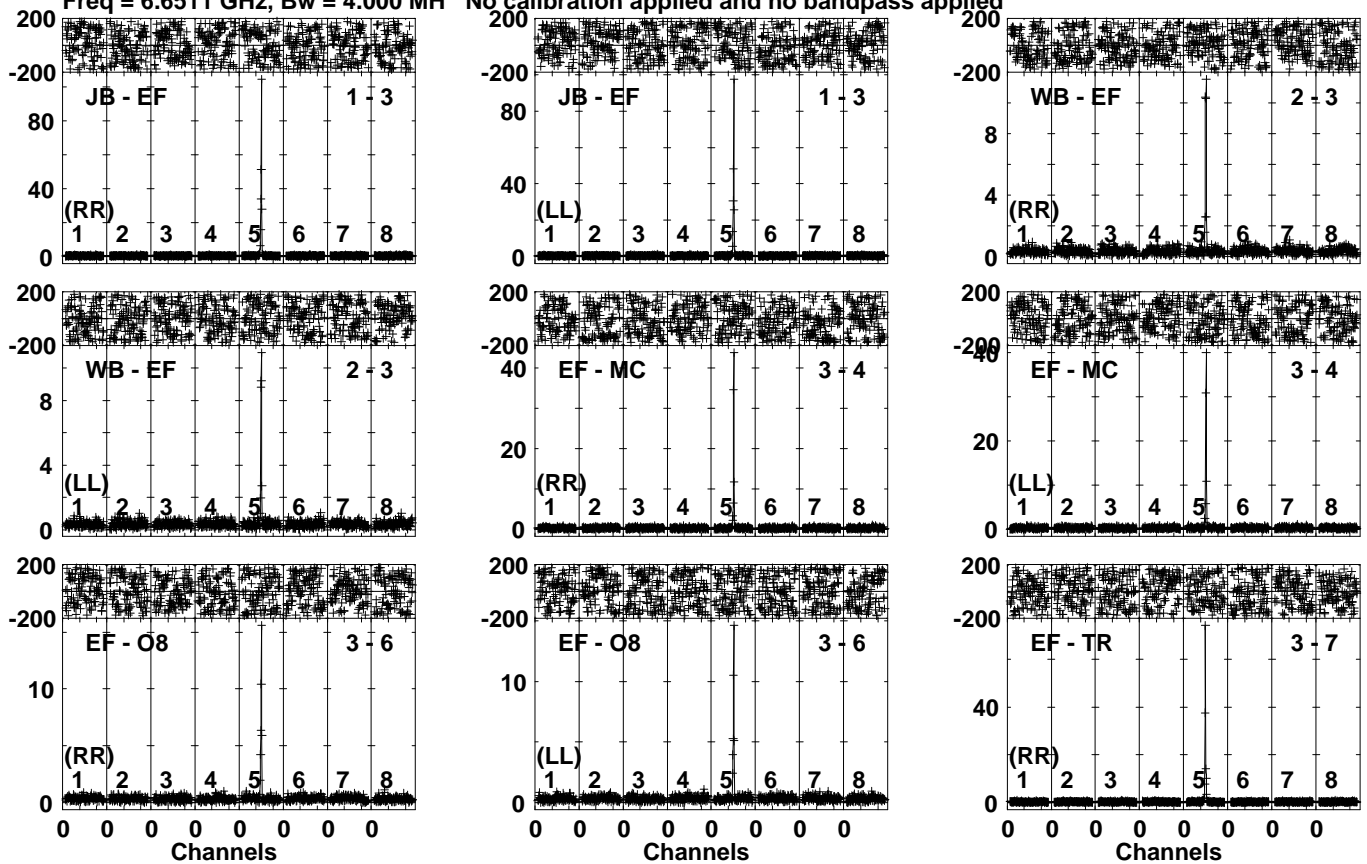 Freq = 6.6511 GHz, Bw = 4.000 MH No calibration applied and no bandpass applied
200
-200
JB - EF 1 - 3
80
40
(RR)
1 2 3 4 5 6 7 8
0
200
-200
JB - EF 1 - 3
80
40
(LL)
1 2 3 4 5 6 7 8
0
200
-200
WB - EF 2 - 3
8
4
(RR)
1 2 3 4 5 6 7 8
0
200
-200
WB - EF 2 - 3
8
4
(LL)
1 2 3 4 5 6 7 8
0
200
-200
EF - MC 3 - 4
40
20
(RR)
1 2 3 4 5 6 7 8
0
200
-200
40
EF - MC 3 - 4
20
(LL)
1 2 3 4 5 6 7 8
0
200
-200
EF - O8 3 - 6
10
(RR)
1 2 3 4 5 6 7 8
0
0 0 0 0 0 0 0 0
Channels
200
-200
EF - O8 3 - 6
10
(LL)
1 2 3 4 5 6 7 8
0
0 0 0 0 0 0 0 0
Channels
200
-200
EF - TR 3 - 7
40
(RR)
1 2 3 4 5 6 7 8
0
0 0 0 0 0 0 0 0
Channels